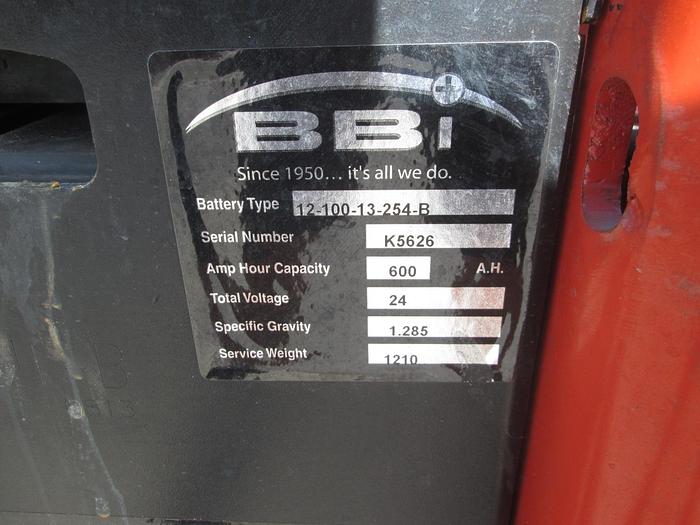 BBi
Since 1950... it's all we do.
Battery Type 12-100-13-254-B
Serial Number K5626
Amp Hour Capacity 600 A.H.
Total Voltage 24
Specific Gravity 1.285
Service Weight 1210
B